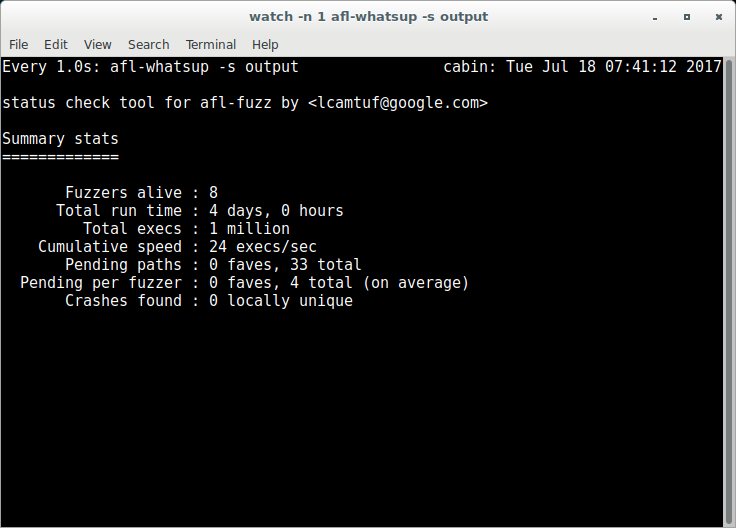 watch -n 1 afl-whatsup -s output
File Edit View Search Terminal Help
Every 1.0s: afl-whatsup -s output cabin: Tue Jul 18 07:41:12 2017
status check tool for afl-fuzz by <lcamtuf@google.com>
Summary stats
=============
Fuzzers alive : 8
Total run time : 4 days, 0 hours
Total execs : 1 million
Cumulative speed : 24 execs/sec
Pending paths : 0 faves, 33 total
Pending per fuzzer : 0 faves, 4 total (on average)
Crashes found : 0 locally unique